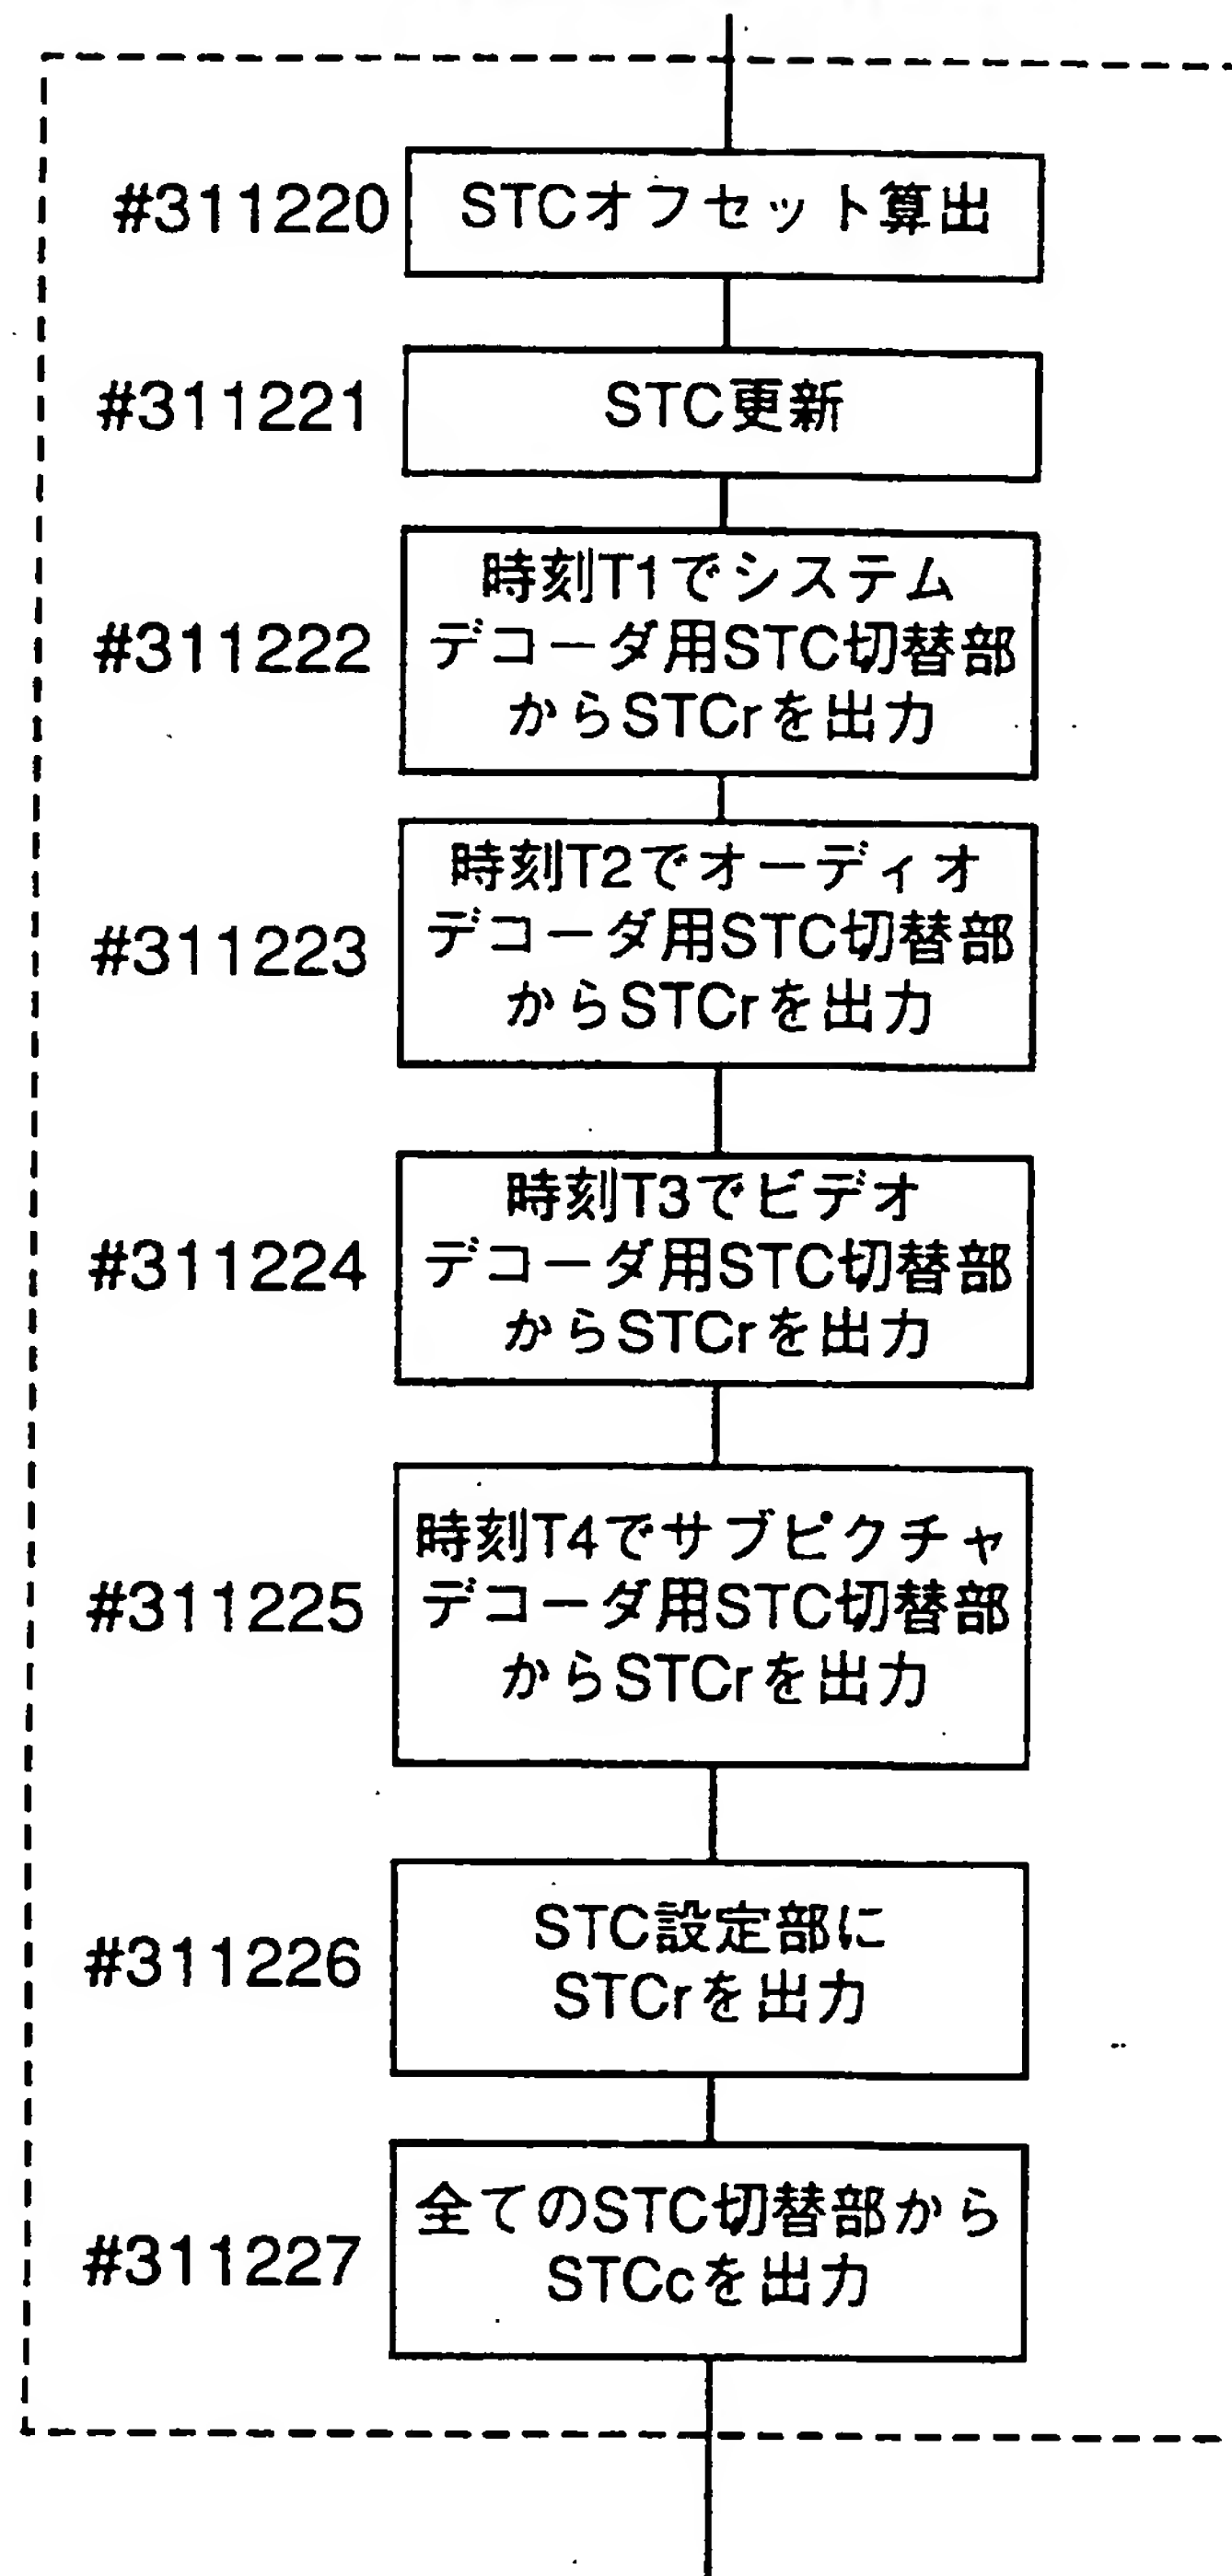 #311220
STCオフセット算出
#311221
STC更新
#311222
時刻T1でシステム
デコーダ用STC切替部
からSTCrを出力
#311223
時刻T2でオーディオ
デコーダ用STC切替部
からSTCrを出力
#311224
時刻T3でビデオ
デコーダ用STC切替部
からSTCrを出力
#311225
時刻T4でサブピクチャ
デコーダ用STC切替部
からSTCrを出力
#311226
STC設定部に
STCrを出力
#311227
全てのSTC切替部から
STCcを出力